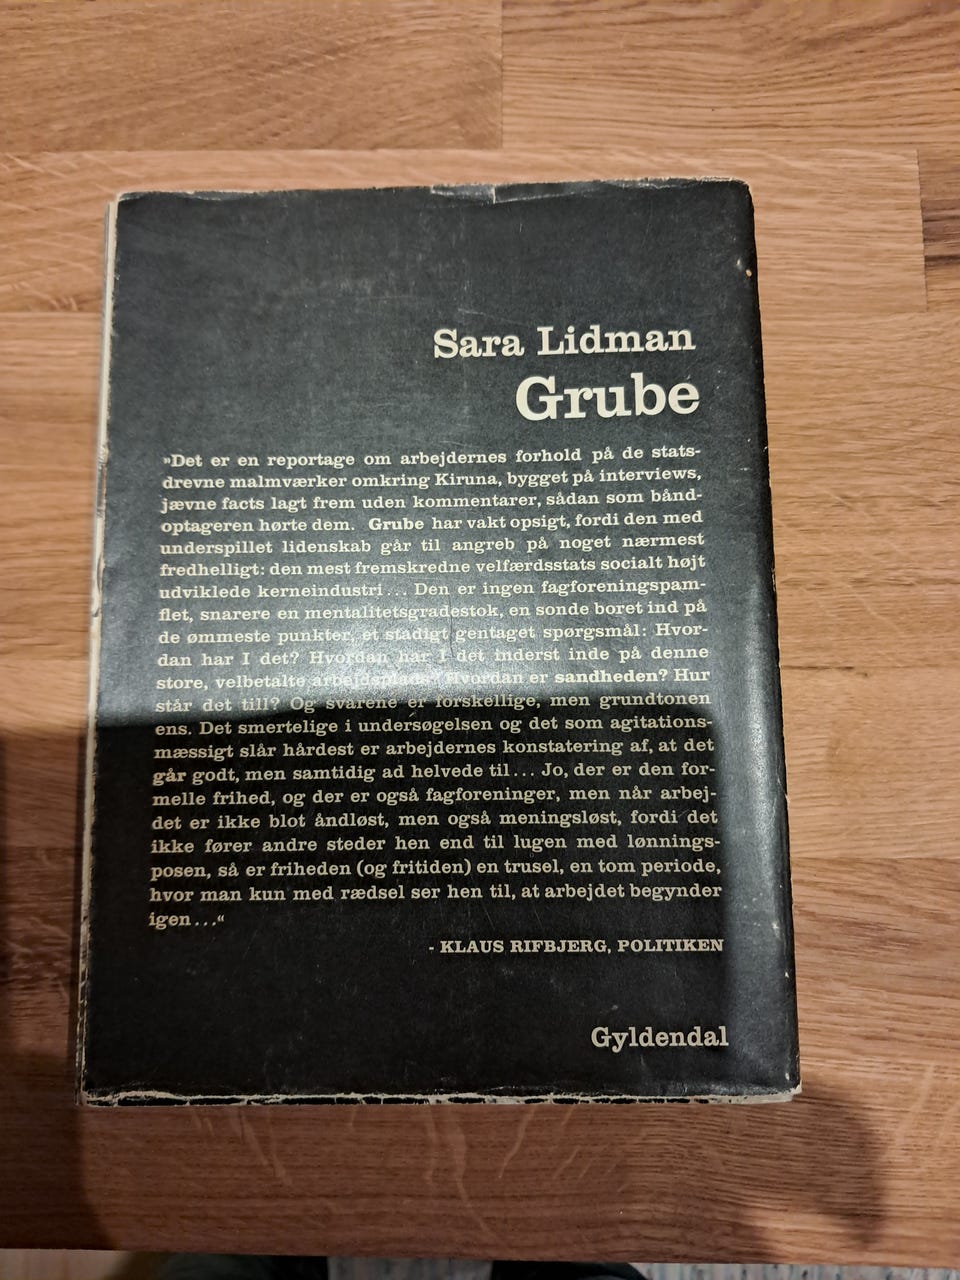 Sara Lidman
Grube
»Det er en reportage om arbejdernes forhold på de stats-
drevne malmværker omkring Kiruna, bygget på interviews,
jævne facts lagt frem uden kommentarer, sådan som bånd-
optageren hørte dem. Grube har vakt opsigt, fordi den med
underspillet lidenskab går til angreb på noget nærmest
fredhelligt: den mest fremskredne velfærdsstats socialt højt
udviklede kerneindustri... Den er ingen fagforeningspam-
flet, snarere en mentalitetsgradestok, en sonde boret ind på
de ømmeste punkter, et stadigt gentaget spørgsmål: Hvor-
dan har I det? Hvordan har I det inderst inde på denne
store, velbetalte arbejdsplads? Hvordan er sandheden? Hur
står det till? Og svarene er forskellige, men grundtonen
ens. Det smertelige i undersøgelsen og det som agitations-
mæssigt slår hårdest er arbejdernes konstatering af, at det
går godt, men samtidig ad helvede til... Jo, der er den for-
melle frihed, og der er også fagforeninger, men når arbej-
det er ikke blot åndløst, men også meningsløst, fordi det
ikke fører andre steder hen end til lugen med lønnings-
posen, så er friheden (og fritiden) en trusel, en tom periode,
hvor man kun med rædsel ser hen til, at arbejdet begynder
igen...«
- KLAUS RIFBJERG, POLITIKEN
Gyldendal